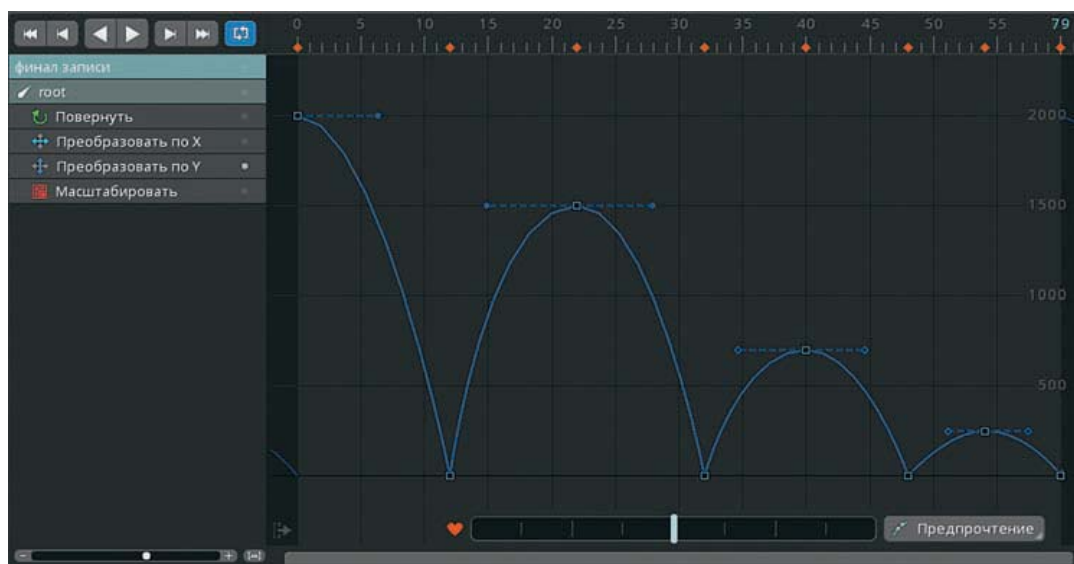 0 5 10 15 20 25 30 35 40 45 50 55 79
финал записи
root
Повернуть
Преобразовать по X
Преобразовать по Y
Масштабировать
2000
1500
1000
500
Предпрочтение